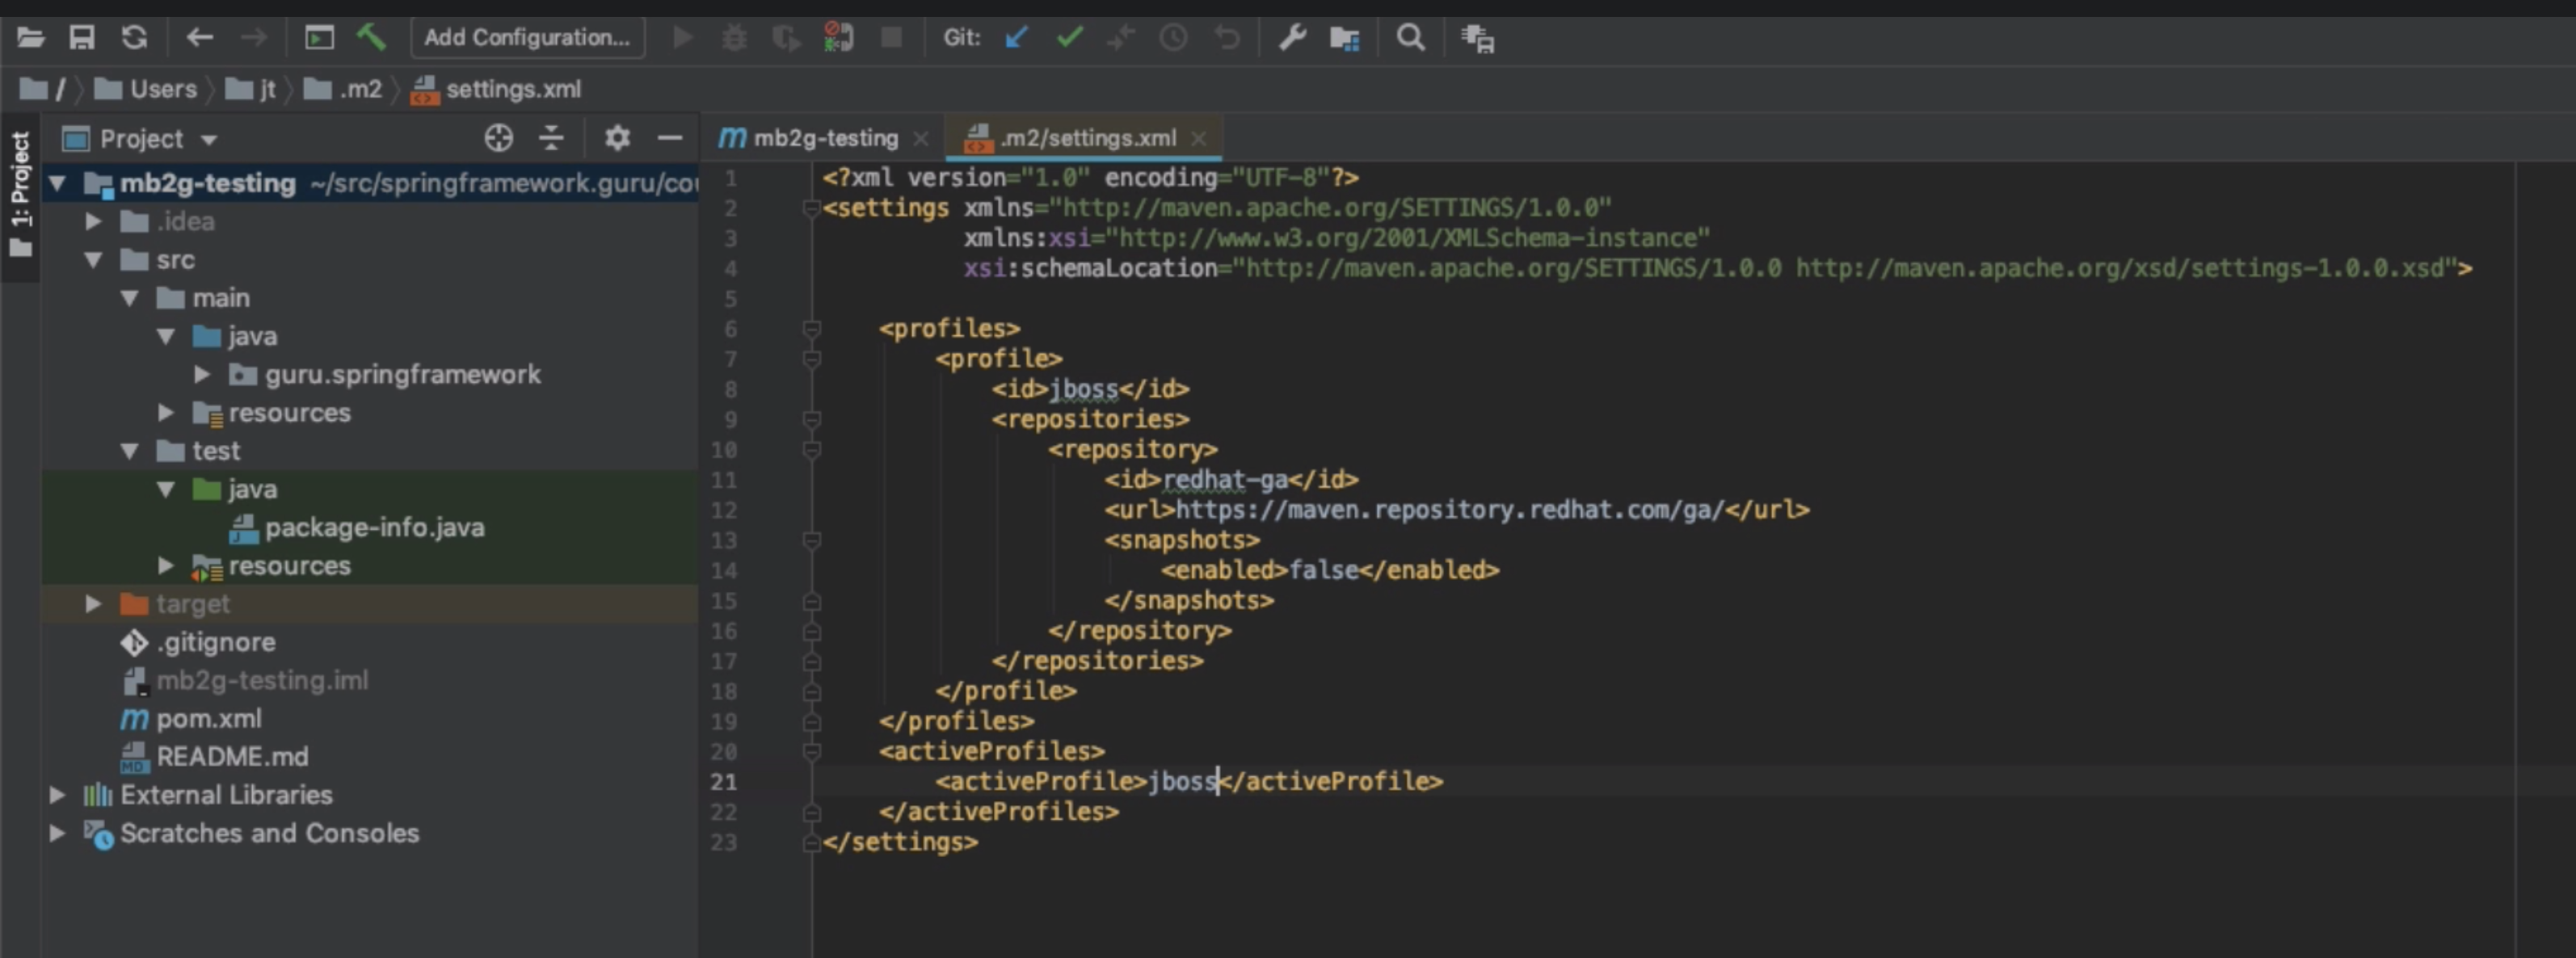 Add Configuration...
Git:
/ Users jt .m2 settings.xml
1: Project
Project
mb2g-testing ~/src/springframework.guru/co
.idea
src
main
java
guru.springframework
resources
test
java
package-info.java
resources
target
.gitignore
mb2g-testing.iml
pom.xml
README.md
External Libraries
Scratches and Consoles
mb2g-testing
.m2/settings.xml
1 <?xml version="1.0" encoding="UTF-8"?>
2 <settings xmlns="http://maven.apache.org/SETTINGS/1.0.0"
3 xmlns:xsi="http://www.w3.org/2001/XMLSchema-instance"
4 xsi:schemaLocation="http://maven.apache.org/SETTINGS/1.0.0 http://maven.apache.org/xsd/settings-1.0.0.xsd">
5
6 <profiles>
7 <profile>
8 <id>jboss</id>
9 <repositories>
10 <repository>
11 <id>redhat-ga</id>
12 <url>https://maven.repository.redhat.com/ga/</url>
13 <snapshots>
14 <enabled>false</enabled>
15 </snapshots>
16 </repository>
17 </repositories>
18 </profile>
19 </profiles>
20 <activeProfiles>
21 <activeProfile>jboss</activeProfile>
22 </activeProfiles>
23 </settings>